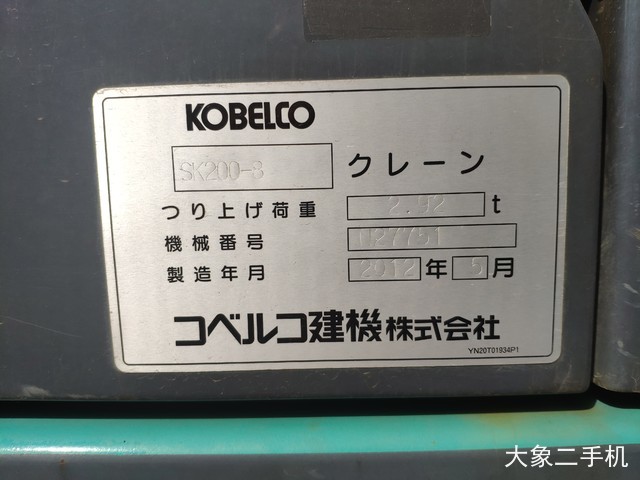 KOBELCO
SK200-8 クレーン
つり上げ荷重 2.92 t
機械番号 U27751
製造年月 2012 年 5 月
コベルコ建機株式会社
YN20T01934P1
大象二手机